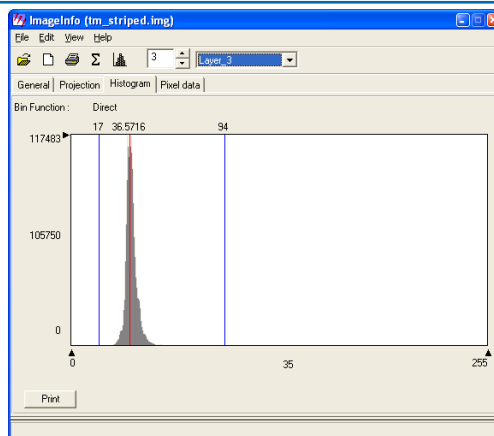 ImageInfo (tm_striped.img)
File Edit View Help
3 Layer_3
General Projection Histogram Pixel data
Bin Function : Direct
17 36.5716 94
117483
105750
0
0 35 255
Print